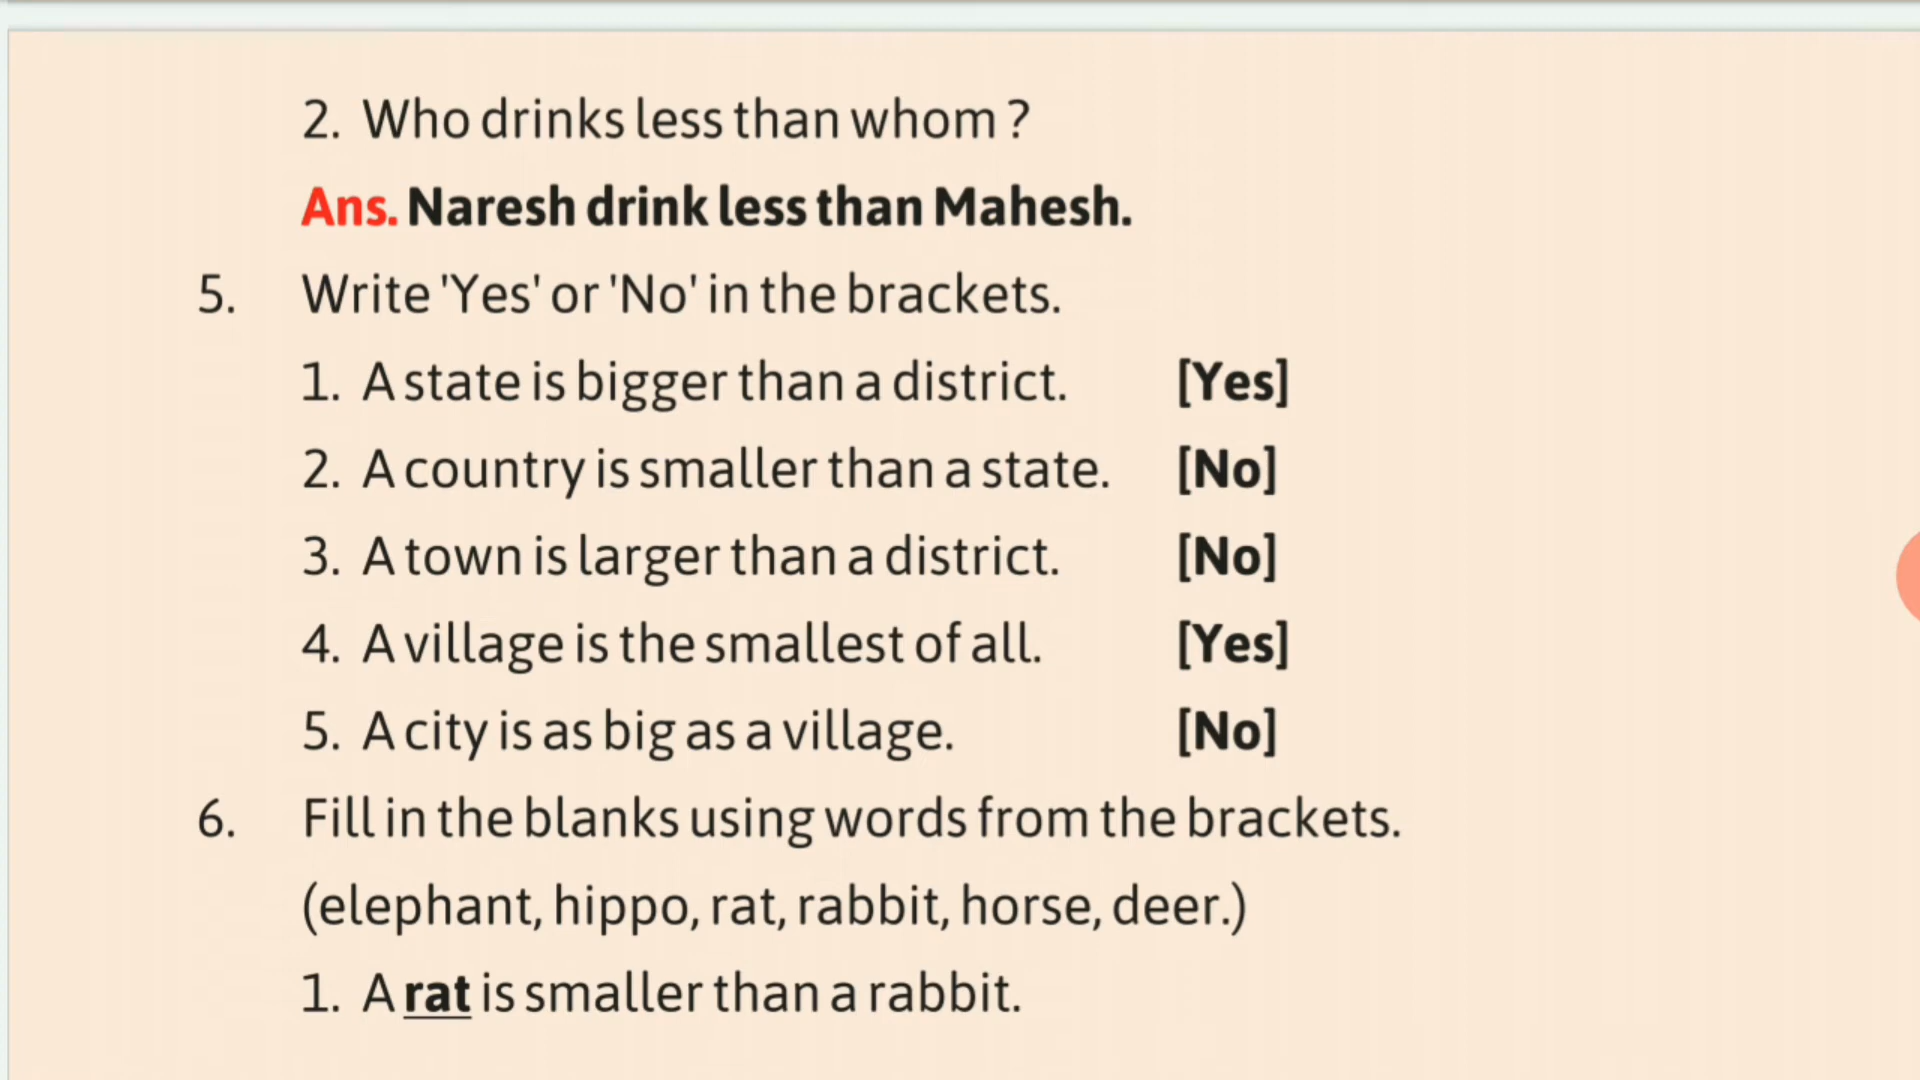 2. Who drinks less than whom ?
Ans. Naresh drink less than Mahesh.
5. Write 'Yes' or 'No' in the brackets.
1. A state is bigger than a district. [Yes]
2. A country is smaller than a state. [No]
3. A town is larger than a district. [No]
4. A village is the smallest of all. [Yes]
5. A city is as big as a village. [No]
6. Fill in the blanks using words from the brackets.
(elephant, hippo, rat, rabbit, horse, deer.)
1. A rat is smaller than a rabbit.